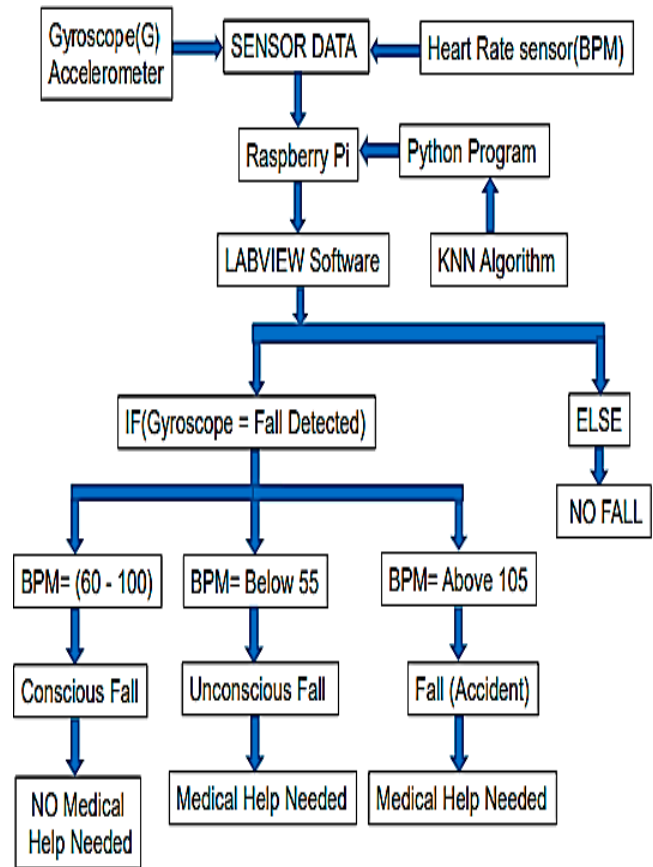 Gyroscope(G)
Accelerometer
SENSOR DATA
Heart Rate sensor(BPM)
Raspberry Pi
Python Program
LABVIEW Software
KNN Algorithm
IF(Gyroscope = Fall Detected)
ELSE
NO FALL
BPM= (60 - 100)
BPM= Below 55
BPM= Above 105
Conscious Fall
Unconscious Fall
Fall (Accident)
NO Medical
Help Needed
Medical Help Needed
Medical Help Needed